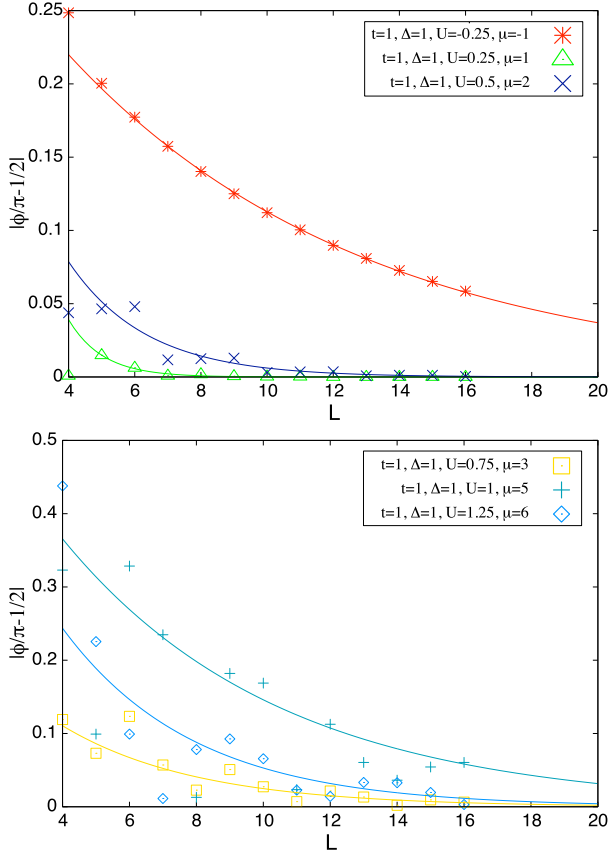 0.25
0.2
0.15
0.1
0.05
0
|ϕ/π-1/2|
t=1, Δ=1, U=-0.25, μ=-1
t=1, Δ=1, U=0.25, μ=1
t=1, Δ=1, U=0.5, μ=2
4 6 8 10 12 14 16 18 20
L
0.5
0.4
0.3
0.2
0.1
0
|ϕ/π-1/2|
t=1, Δ=1, U=0.75, μ=3
t=1, Δ=1, U=1, μ=5
t=1, Δ=1, U=1.25, μ=6
4 6 8 10 12 14 16 18 20
L